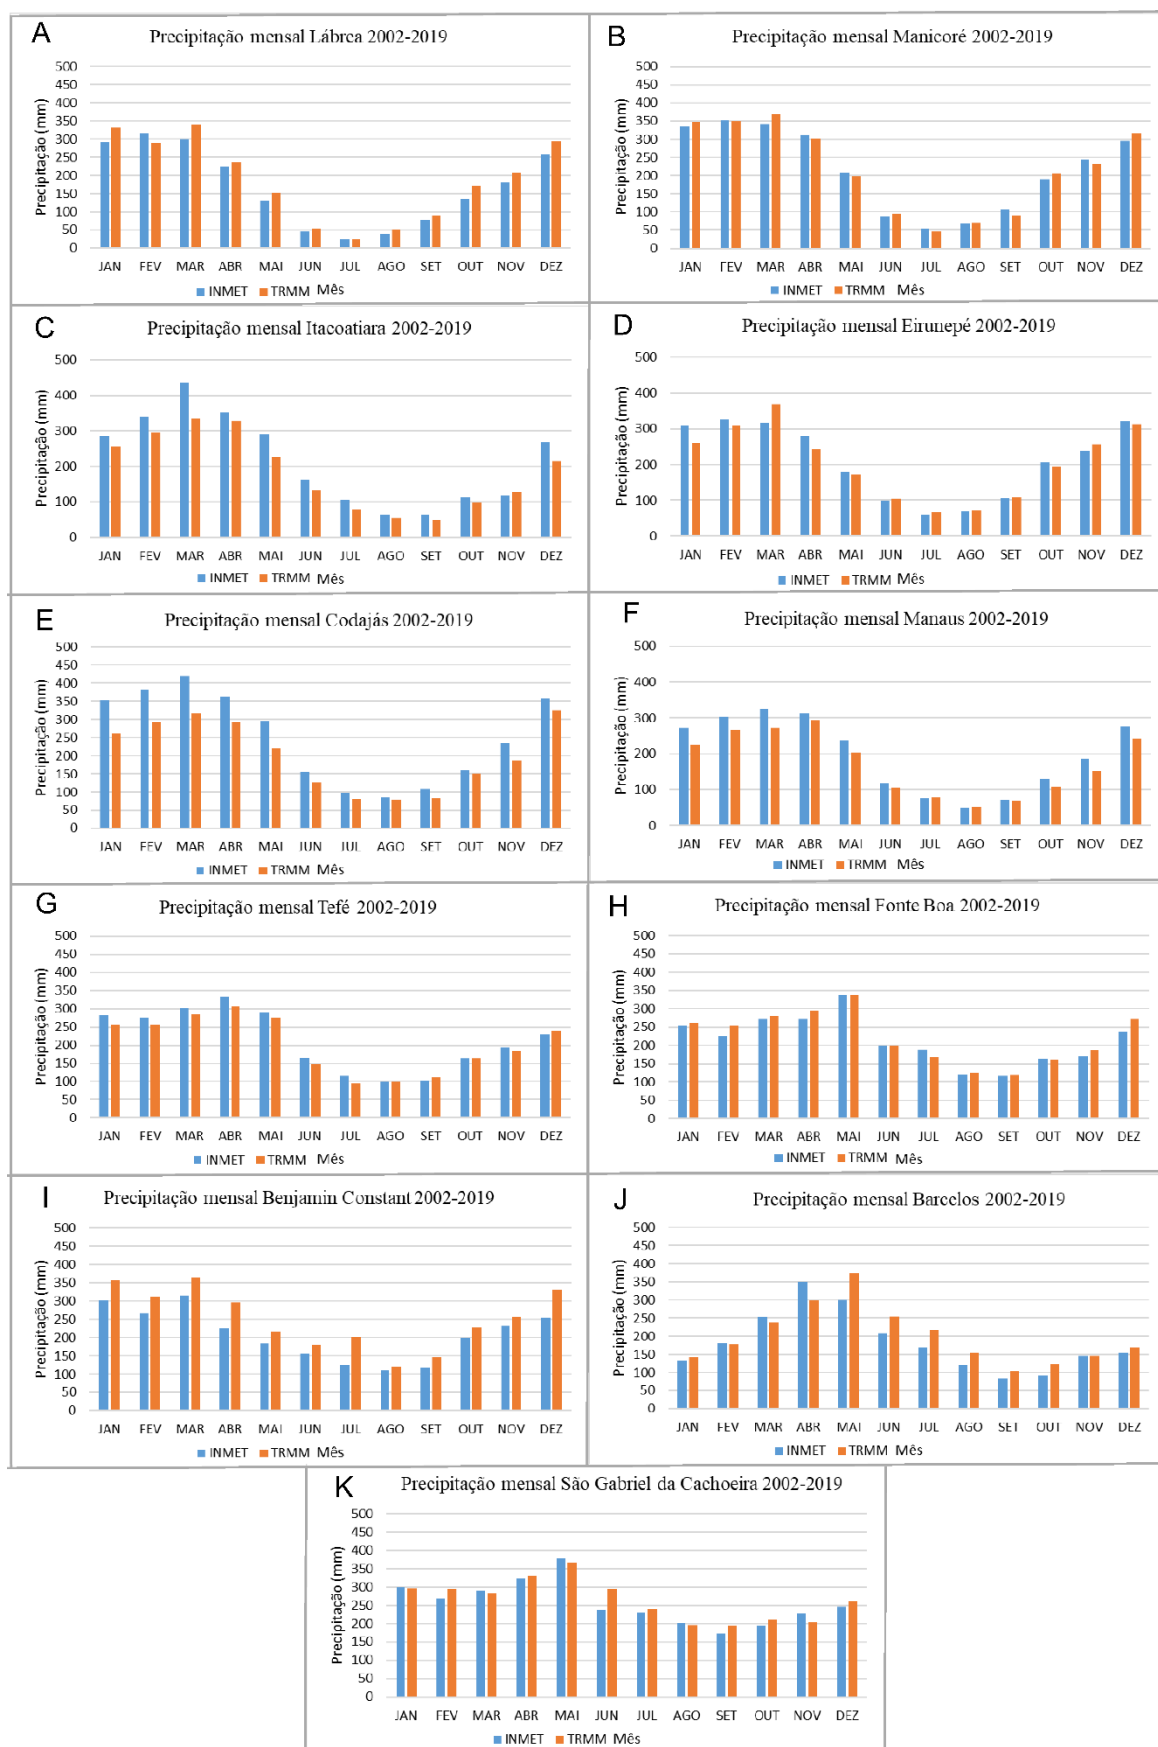 A
Precipitação mensal Lábrea 2002-2019
Precipitação (mm)
500
450
400
350
300
250
200
150
100
50
0
JAN FEV MAR ABR MAI JUN JUL AGO SET OUT NOV DEZ
INMET TRMM Mês
B
Precipitação mensal Manicoré 2002-2019
Precipitação (mm)
500
450
400
350
300
250
200
150
100
50
0
JAN FEV MAR ABR MAI JUN JUL AGO SET OUT NOV DEZ
INMET TRMM Mês
C
Precipitação mensal Itacoatiara 2002-2019
Precipitação (mm)
500
400
300
200
100
0
JAN FEV MAR ABR MAI JUN JUL AGO SET OUT NOV DEZ
INMET TRMM Mês
D
Precipitação mensal Eirunepé 2002-2019
Precipitação (mm)
500
400
300
200
100
0
JAN FEV MAR ABR MAI JUN JUL AGO SET OUT NOV DEZ
INMET TRMM Mês
E
Precipitação mensal Codajás 2002-2019
Precipitação (mm)
500
450
400
350
300
250
200
150
100
50
0
JAN FEV MAR ABR MAI JUN JUL AGO SET OUT NOV DEZ
INMET TRMM Mês
F
Precipitação mensal Manaus 2002-2019
Precipitação (mm)
500
400
300
200
100
0
JAN FEV MAR ABR MAI JUN JUL AGO SET OUT NOV DEZ
INMET TRMM Mês
G
Precipitação mensal Tefé 2002-2019
Precipitação (mm)
500
450
400
350
300
250
200
150
100
50
0
JAN FEV MAR ABR MAI JUN JUL AGO SET OUT NOV DEZ
INMET TRMM Mês
H
Precipitação mensal Fonte Boa 2002-2019
Precipitação (mm)
500
450
400
350
300
250
200
150
100
50
0
JAN FEV MAR ABR MAI JUN JUL AGO SET OUT NOV DEZ
INMET TRMM Mês
I
Precipitação mensal Benjamin Constant 2002-2019
Precipitação (mm)
500
450
400
350
300
250
200
150
100
50
0
JAN FEV MAR ABR MAI JUN JUL AGO SET OUT NOV DEZ
INMET TRMM Mês
J
Precipitação mensal Barcelos 2002-2019
Precipitação (mm)
500
450
400
350
300
250
200
150
100
50
0
JAN FEV MAR ABR MAI JUN JUL AGO SET OUT NOV DEZ
INMET TRMM Mês
K
Precipitação mensal São Gabriel da Cachoeira 2002-2019
Precipitação (mm)
500
450
400
350
300
250
200
150
100
50
0
JAN FEV MAR ABR MAI JUN JUL AGO SET OUT NOV DEZ
INMET TRMM Mês